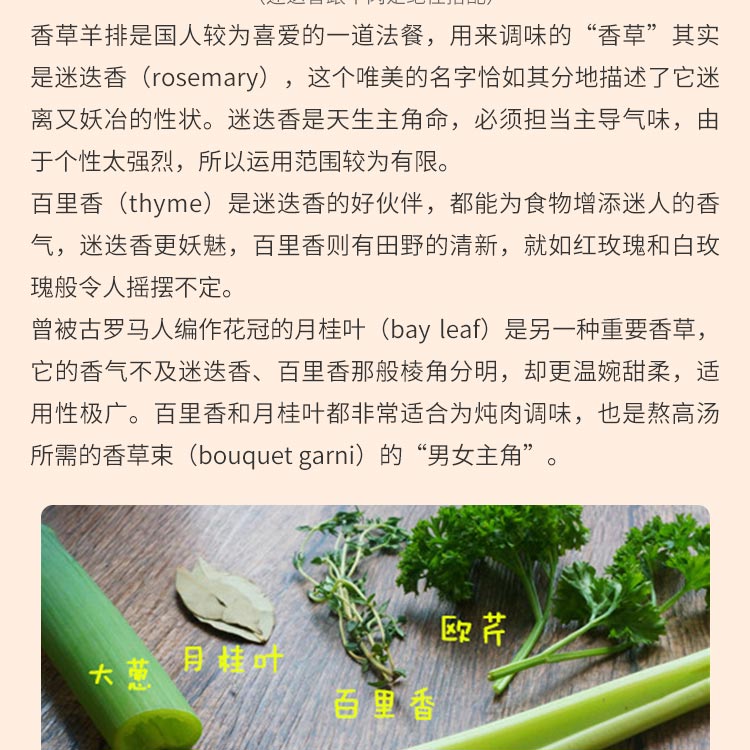 香草羊排是国人较为喜爱的一道法餐，用来调味的“香草”其实
是迷迭香（rosemary），这个唯美的名字恰如其分地描述了它迷
离又妖冶的性状。迷迭香是天生主角命，必须担当主导气味，由
于个性太强烈，所以运用范围较为有限。
百里香（thyme）是迷迭香的好伙伴，都能为食物增添迷人的香
气，迷迭香更妖魅，百里香则有田野的清新，就如红玫瑰和白玫
瑰般令人摇摆不定。
曾被古罗马人编作花冠的月桂叶（bay leaf）是另一种重要香草，
它的香气不及迷迭香、百里香那般棱角分明，却更温婉甜柔，适
用性极广。百里香和月桂叶都非常适合为炖肉调味，也是熬高汤
所需的香草束（bouquet garni）的“男女主角”。
欧芹
月桂叶
大葱
百里香